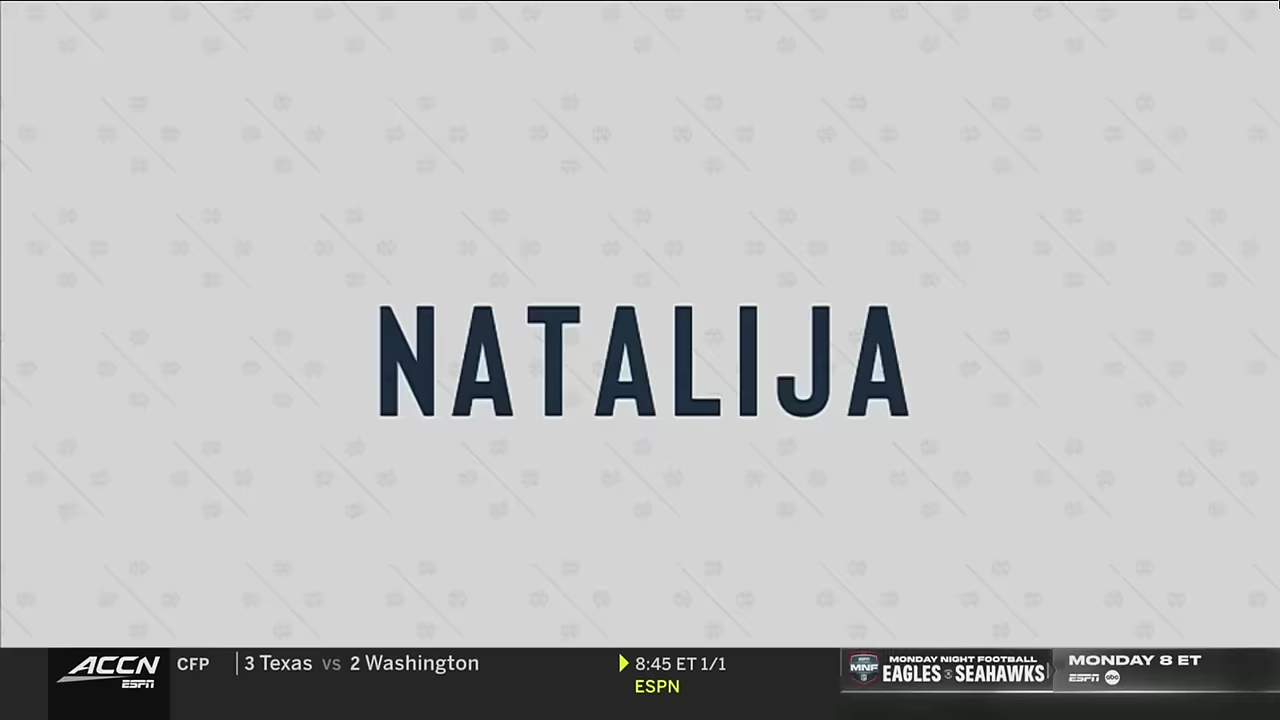 NATALIJA
ACCN
ESPN
CFP
3 Texas vs 2 Washington
8:45 ET 1/1
ESPN
MNF
MONDAY NIGHT FOOTBALL
EAGLES SEAHAWKS
MONDAY 8 ET
ESPN abc